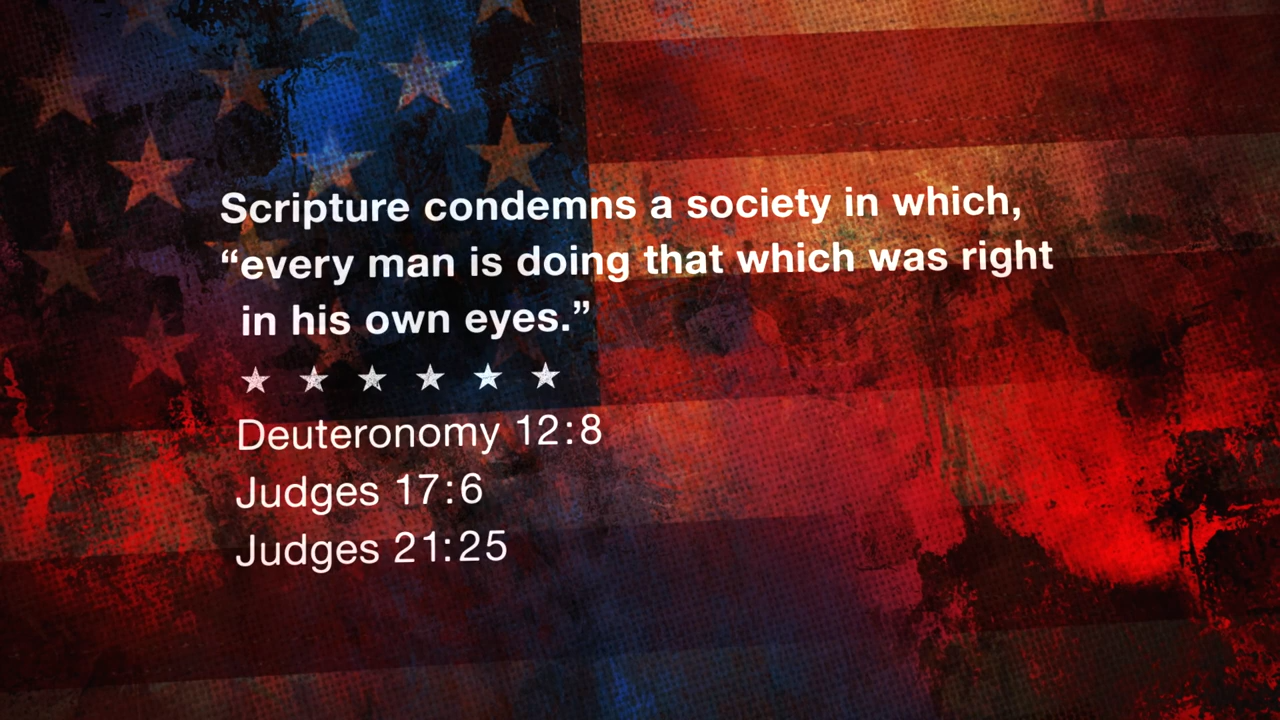 Scripture condemns a society in which,
“every man is doing that which was right
in his own eyes.”
Deuteronomy 12:8
Judges 17:6
Judges 21:25